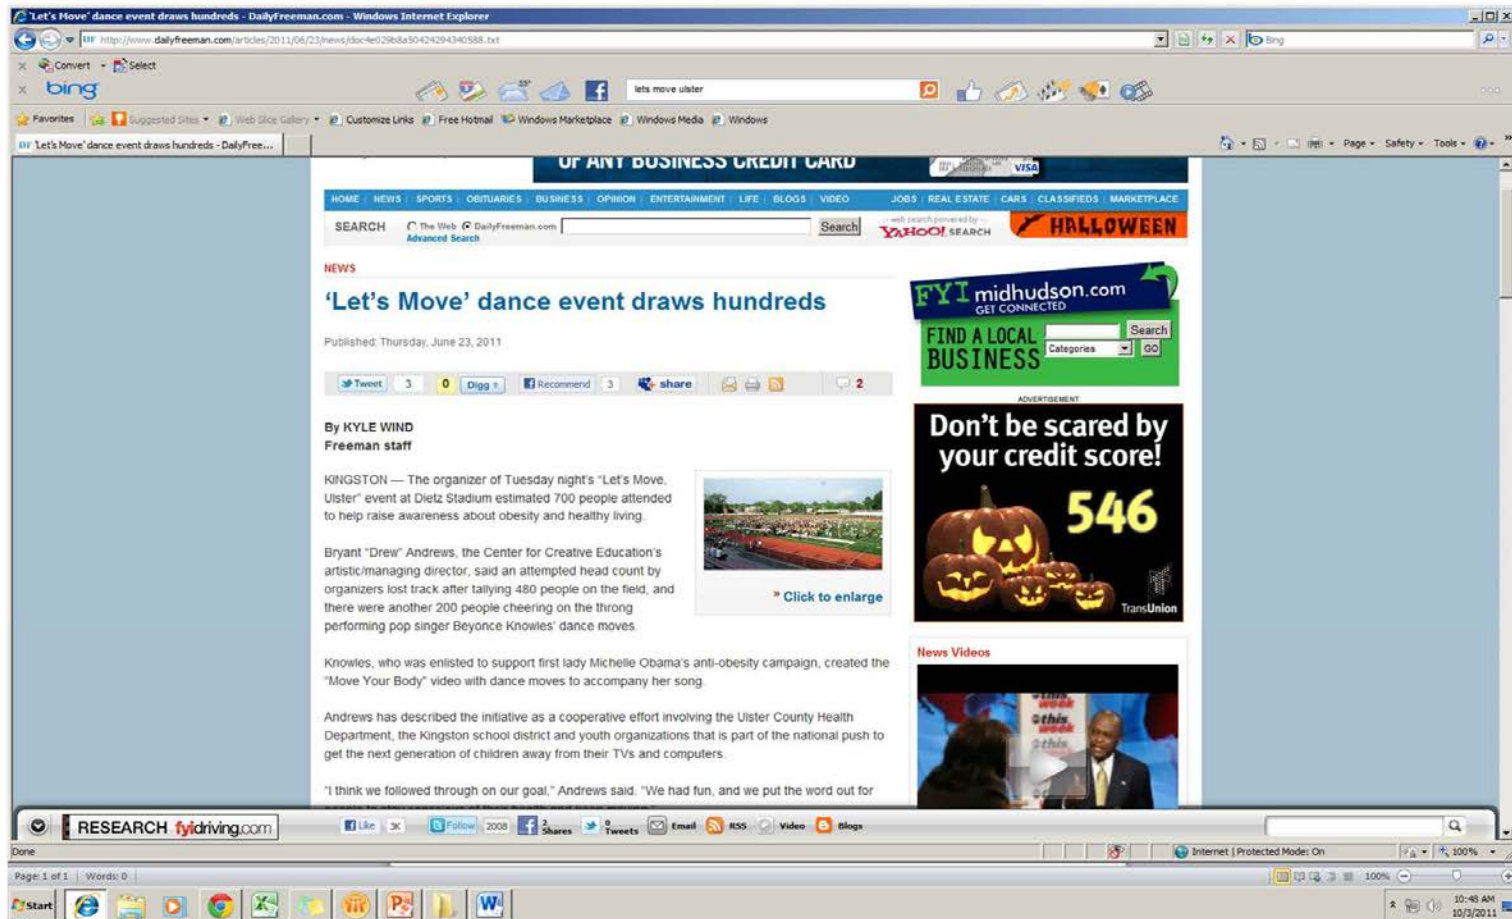 'Let's Move' dance event draws hundreds - DailyFreeman.com - Windows Internet Explorer
DF http://www.dailyfreeman.com/articles/2011/06/23/news/doc4e029b8a50424294340588.txt
Bing
x Convert Select
x bing 55° lets move ulster
Favorites Suggested Sites Web Slice Gallery Customize Links Free Hotmail Windows Marketplace Windows Media Windows
DF 'Let's Move' dance event draws hundreds - DailyFree...
Page Safety Tools
OF ANY BUSINESS CREDIT CARD
VISA
HOME NEWS SPORTS OBITUARIES BUSINESS OPINION ENTERTAINMENT LIFE BLOGS VIDEO JOBS REAL ESTATE CARS CLASSIFIEDS MARKETPLACE
SEARCH The Web DailyFreeman.com Search
Advanced Search
web search powered by
YAHOO! SEARCH
HALLOWEEN
NEWS
'Let's Move' dance event draws hundreds
Published: Thursday, June 23, 2011
Tweet 3 0 Digg Recommend 3 share 2
By KYLE WIND
Freeman staff
KINGSTON — The organizer of Tuesday night's "Let's Move,
Ulster" event at Dietz Stadium estimated 700 people attended
to help raise awareness about obesity and healthy living.
Bryant "Drew" Andrews, the Center for Creative Education's
artistic/managing director, said an attempted head count by
organizers lost track after tallying 480 people on the field, and
there were another 200 people cheering on the throng
performing pop singer Beyonce Knowles' dance moves.
» Click to enlarge
Knowles, who was enlisted to support first lady Michelle Obama's anti-obesity campaign, created the
"Move Your Body" video with dance moves to accompany her song.
Andrews has described the initiative as a cooperative effort involving the Ulster County Health
Department, the Kingston school district and youth organizations that is part of the national push to
get the next generation of children away from their TVs and computers.
"I think we followed through on our goal," Andrews said. "We had fun, and we put the word out for
FYI midhudson.com
GET CONNECTED
FIND A LOCAL
BUSINESS
Search
Categories GO
ADVERTISEMENT
Don't be scared by
your credit score!
546
TransUnion
News Videos
this
week
this
week
this
RESEARCH fyidriving.com
Like 3K Follow 2008 2 Shares 0 Tweets Email RSS Video Blogs
Done
Internet | Protected Mode: On 100%
Page: 1 of 1 Words: 0 100%
Start
10:48 AM
10/3/2011